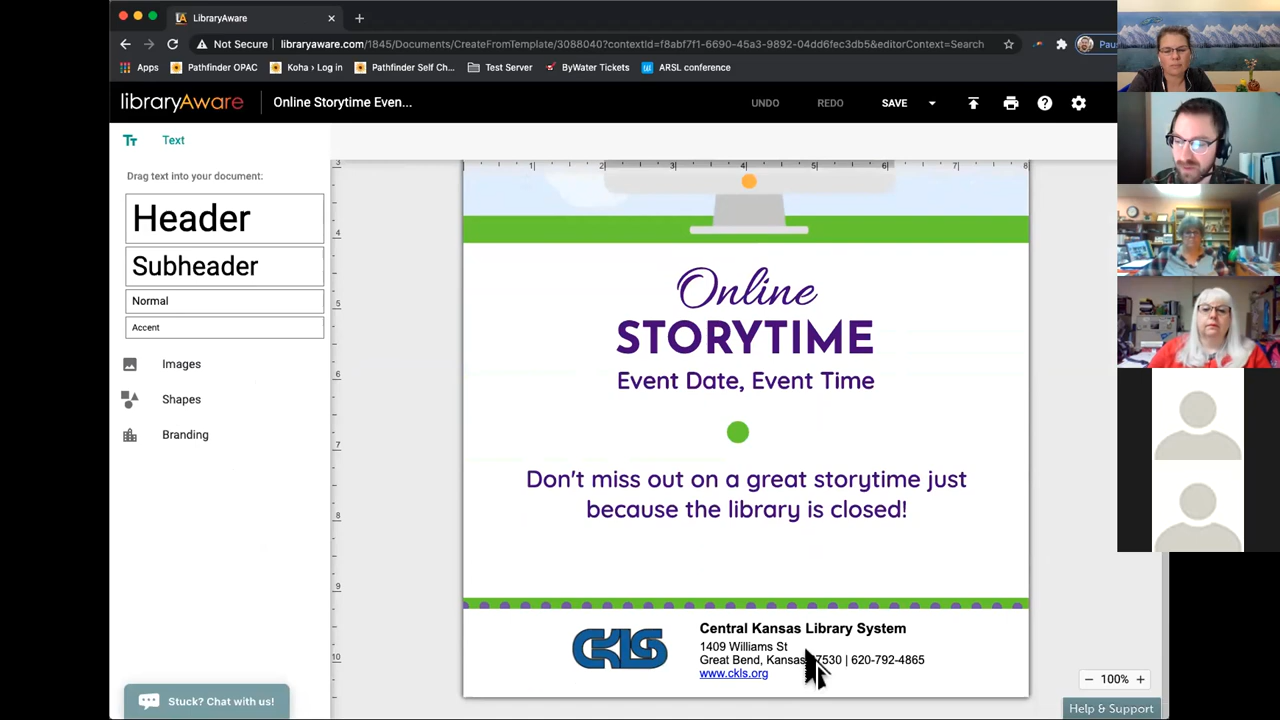 LibraryAware
Not Secure
libraryaware.com/1845/Documents/CreateFromTemplate/3088040?contextId=f8abf7f1-6690-45a3-9892-04dd6fec3db5&editorContext=Search
Apps
Pathfinder OPAC
Koha › Log in
Pathfinder Self Ch...
Test Server
ByWater Tickets
ARSL conference
libraryAware
Online Storytime Even...
UNDO
REDO
SAVE
Tт Text
Drag text into your document:
Header
Subheader
Normal
Accent
Images
Shapes
Branding
Online
STORYTIME
Event Date, Event Time
Don't miss out on a great storytime just
because the library is closed!
CKLS
Central Kansas Library System
1409 Williams St
Great Bend, Kansas 7530 | 620-792-4865
www.ckls.org
100%
Stuck? Chat with us!
Help & Support